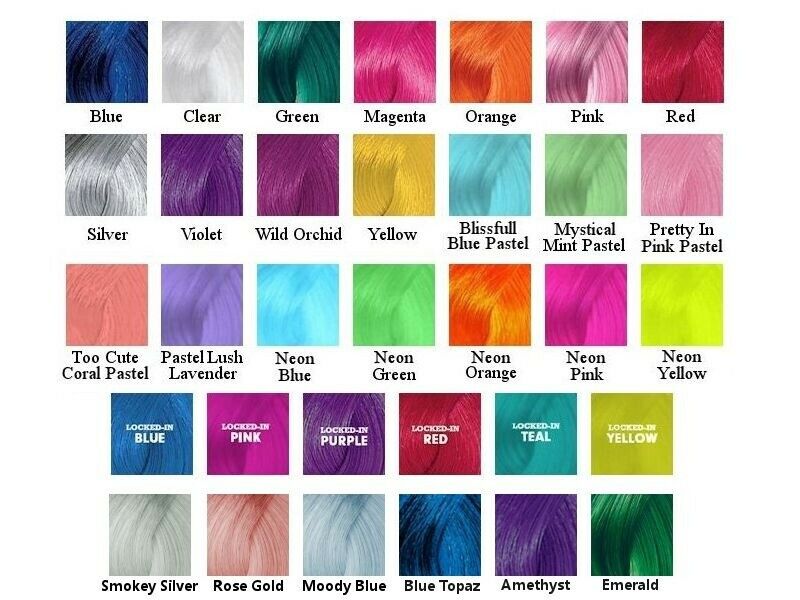 Blue Clear Green Magenta Orange Pink Red
Silver Violet Wild Orchid Yellow Blissfull Blue Pastel Mystical Mint Pastel Pretty In Pink Pastel
Too Cute Coral Pastel Pastel Lush Lavender Neon Blue Neon Green Neon Orange Neon Pink Neon Yellow
LOCKED-IN BLUE LOCKED-IN PINK LOCKED-IN PURPLE LOCKED-IN RED LOCKED-IN TEAL LOCKED-IN YELLOW
Smokey Silver Rose Gold Moody Blue Blue Topaz Amethyst Emerald